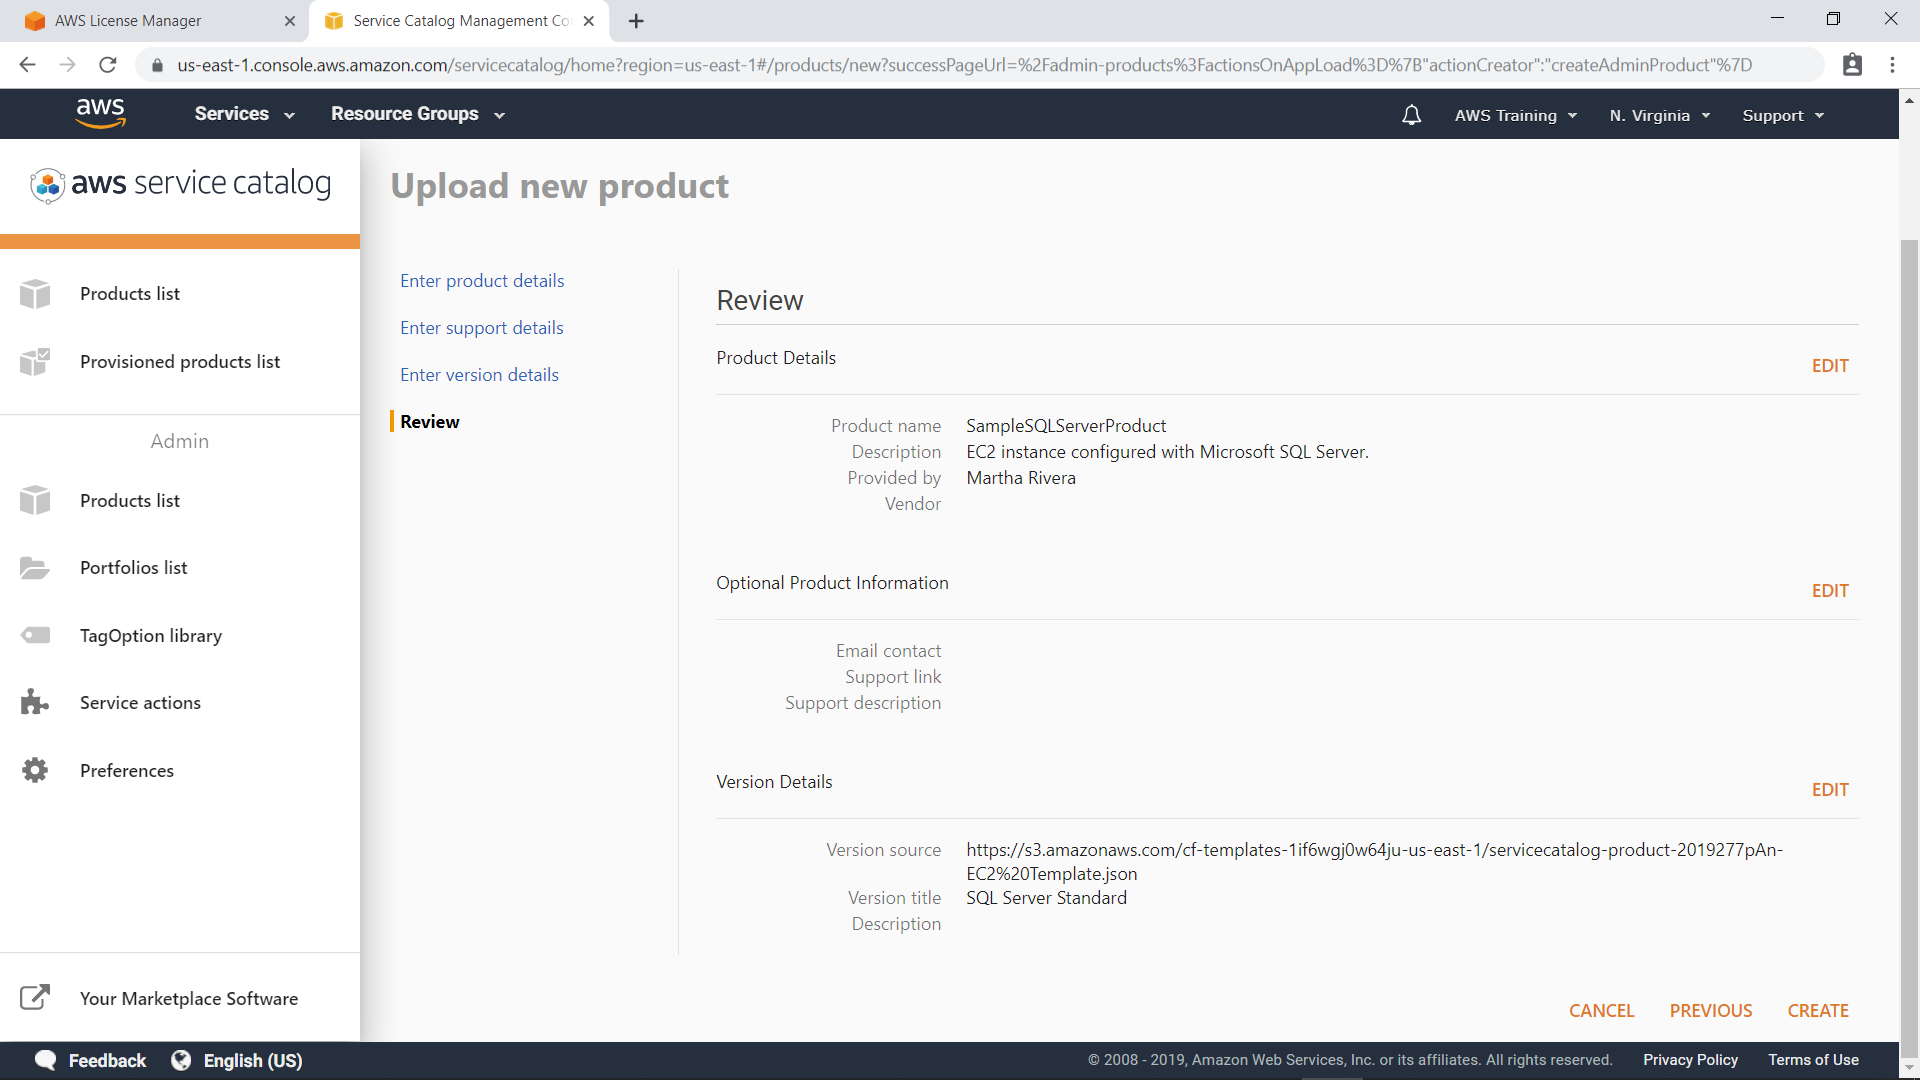 AWS License Manager
Service Catalog Management Co
us-east-1.console.aws.amazon.com/servicecatalog/home?region=us-east-1#/products/new?successPageUrl=%2Fadmin-products%3FactionsOnAppLoad%3D%7B"actionCreator":"createAdminProduct"%7D
aws
Services
Resource Groups
AWS Training
N. Virginia
Support
aws service catalog
Products list
Provisioned products list
Admin
Products list
Portfolios list
TagOption library
Service actions
Preferences
Your Marketplace Software
Upload new product
Enter product details
Enter support details
Enter version details
Review
Review
Product Details
EDIT
Product name SampleSQLServerProduct
Description EC2 instance configured with Microsoft SQL Server.
Provided by Martha Rivera
Vendor
Optional Product Information
EDIT
Email contact
Support link
Support description
Version Details
EDIT
Version source https://s3.amazonaws.com/cf-templates-1if6wgj0w64ju-us-east-1/servicecatalog-product-2019277pAn-
EC2%20Template.json
Version title SQL Server Standard
Description
CANCEL
PREVIOUS
CREATE
Feedback
English (US)
© 2008 - 2019, Amazon Web Services, Inc. or its affiliates. All rights reserved.
Privacy Policy
Terms of Use